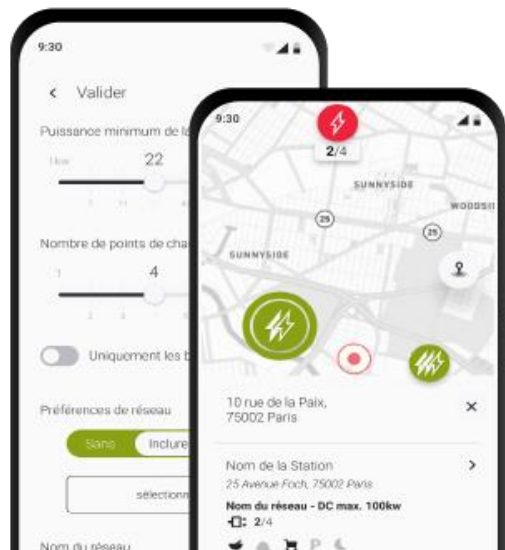 9:30
Valider
Puissance minimum de la
1kw
22
Nombre de points de cha
1
4
Uniquement les b
Préférences de réseau
Sans
Inclure
sélectionn
Nom du réseau
9:30
2/4
SUNNYSIDE
WOODSII
25
25
SUNNYSIDE
10 rue de la Paix,
75002 Paris
Nom de la Station
25 Avenue Foch, 75002 Paris
Nom du réseau - DC max. 100kw
2/4
P